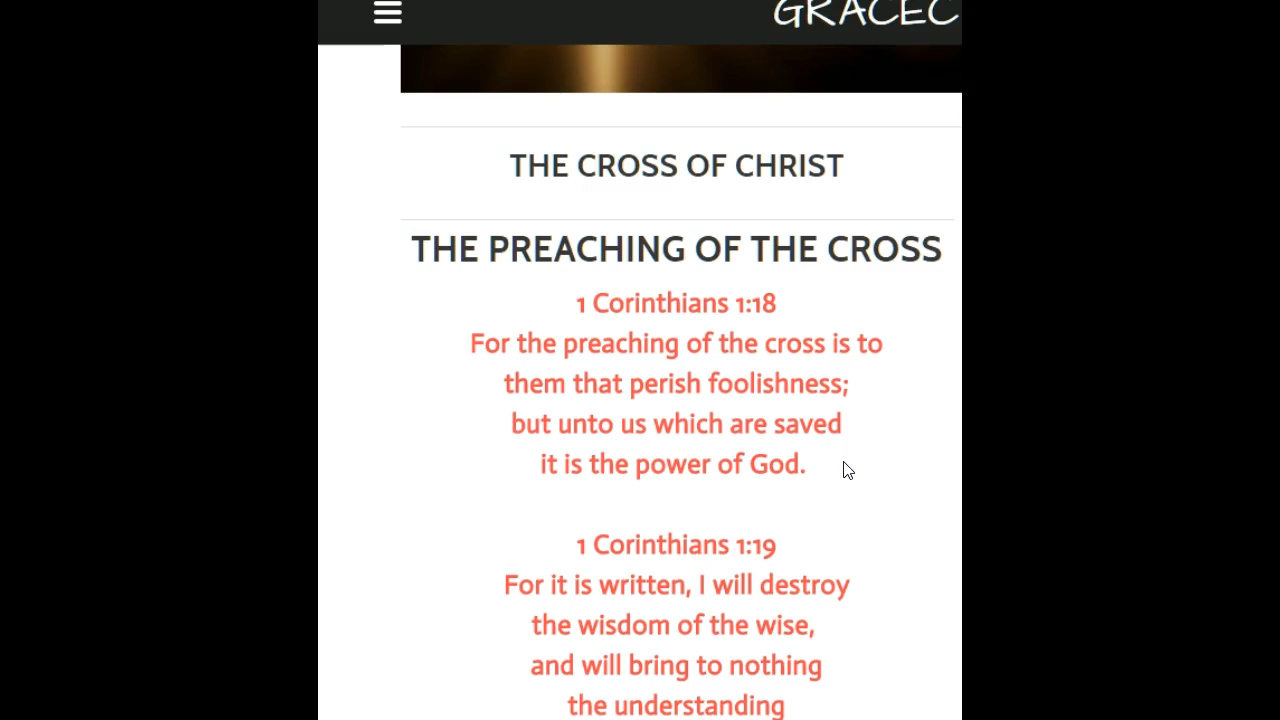 GRACEC
THE CROSS OF CHRIST
THE PREACHING OF THE CROSS
1 Corinthians 1:18
For the preaching of the cross is to
them that perish foolishness;
but unto us which are saved
it is the power of God.
1 Corinthians 1:19
For it is written, I will destroy
the wisdom of the wise,
and will bring to nothing
the understanding